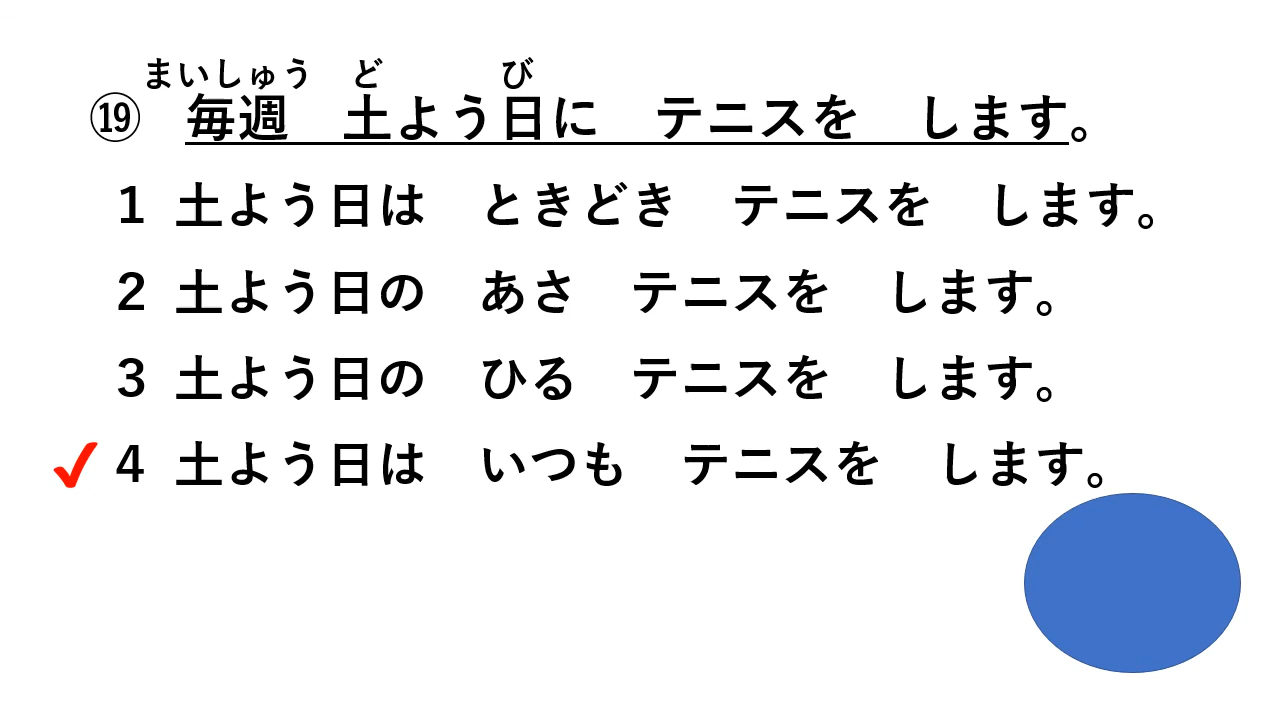 まいしゅう　ど　び
⑲　毎週　土よう日に　テニスを　します。
1 土よう日は　ときどき　テニスを　します。
2 土よう日の　あさ　テニスを　します。
3 土よう日の　ひる　テニスを　します。
4 土よう日は　いつも　テニスを　します。